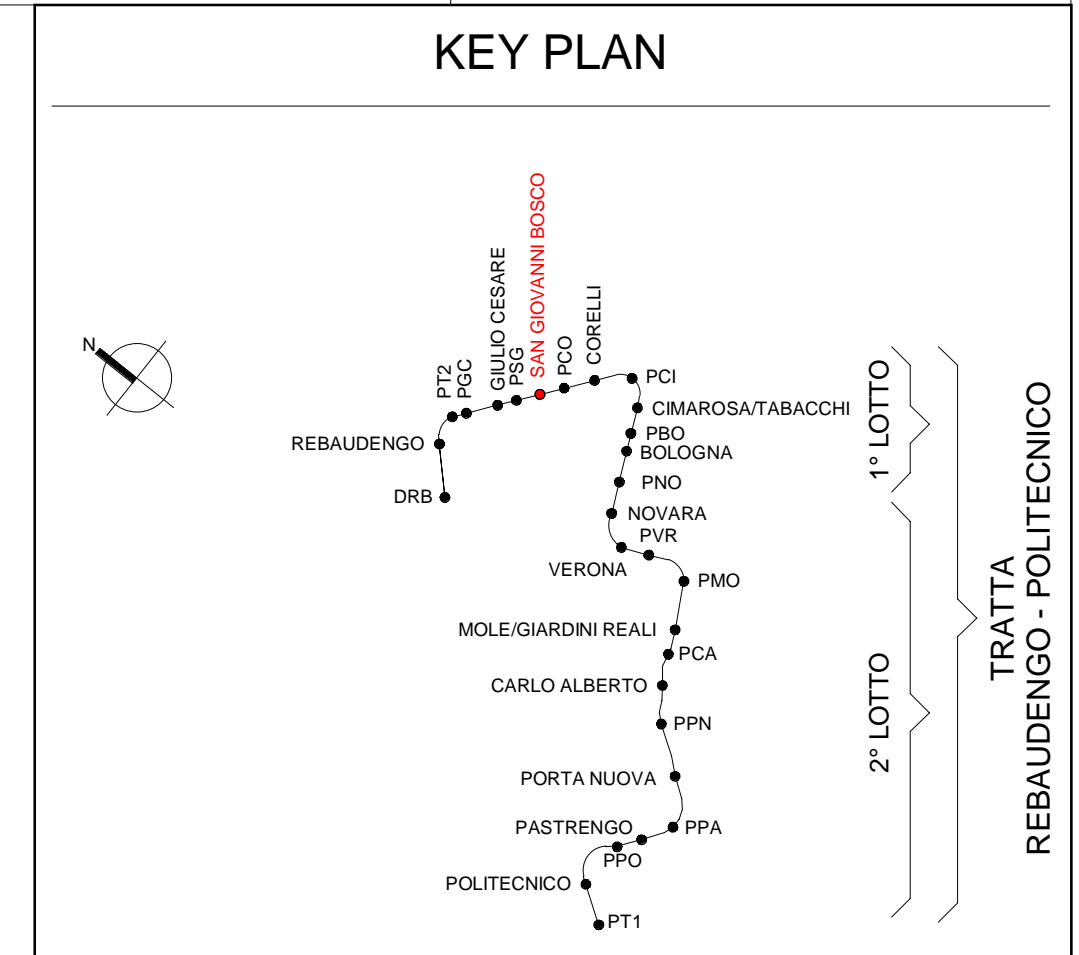 KEY PLAN
N
PT2
PGC
GIULIO CESARE
PSG
SAN GIOVANNI BOSCO
PCO
CORELLI
PCI
CIMAROSA/TABACCHI
REBAUDENGO
PBO
BOLOGNA
DRB
PNO
NOVARA
PVR
VERONA
PMO
MOLE/GIARDINI REALI
PCA
CARLO ALBERTO
PPN
PORTA NUOVA
PASTRENGO
PPA
PPO
POLITECNICO
PT1
1° LOTTO
2° LOTTO
TRATTA
REBAUDENGO - POLITECNICO